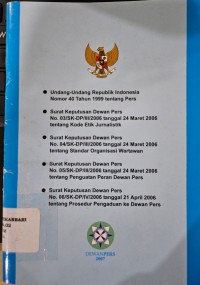 Undang-Undang Republik Indonesia
Nomor 40 Tahun 1999 tentang Pers
Surat Keputusan Dewan Pers
No. 03/SK-DP/III/2006 tanggal 24 Maret 2006
tentang Kode Etik Jurnalistik
Surat Keputusan Dewan Pers
No. 04/SK-DP/III/2006 tanggal 24 Maret 2006
tentang Standar Organisasi Wartawan
Surat Keputusan Dewan Pers
No. 05/SK-DP/III/2006 tanggal 24 Maret 2006
tentang Penguatan Peran Dewan Pers
Surat Keputusan Dewan Pers
No. 06/SK-DP/IV/2006 tanggal 21 April 2006
tentang Prosedur Pengaduan ke Dewan Pers
DEWAN PERS
2007